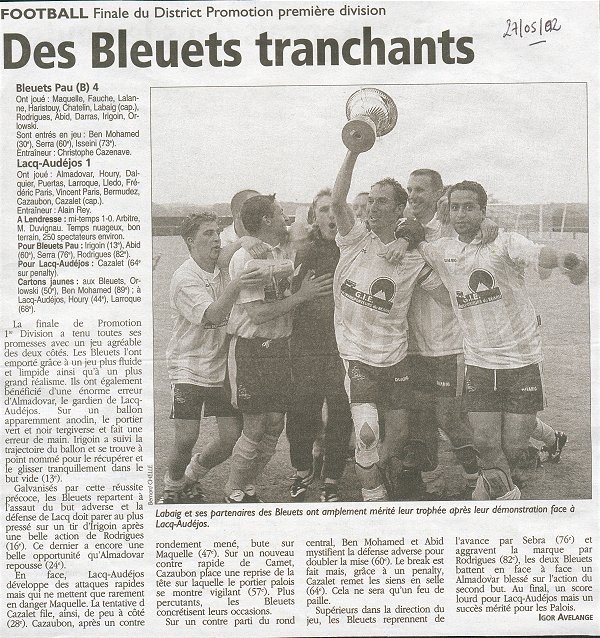 FOOTBALL Finale du District Promotion première division
27/05/02
Des Bleuets tranchants
Bleuets Pau (B) 4
Ont joué : Maquelle, Fauche, Lalan-
ne, Haristouy, Chatelin, Labaig (cap.),
Rodrigues, Abid, Darras, Irigoin, Or-
lowski.
Sont entrés en jeu : Ben Mohamed
(30ᵉ), Serra (60ᵉ), Isseini (73ᵉ).
Entraîneur : Christophe Cazenave.
Lacq-Audéjos 1
Ont joué : Almadovar, Houry, Dal-
quier, Puertas, Larroque, Lledo, Fré-
déric Paris, Vincent Paris, Bermudez,
Cazaubon, Cazalet (cap.)
Entraîneur : Alain Rey.
A Lendresse : mi-temps 1-0. Arbitre,
M. Duvignau. Temps nuageux, bon
terrain, 250 spectateurs environ.
Pour Bleuets Pau : Irigoin (13ᵉ), Abid
(60ᵉ), Serra (76ᵉ), Rodrigues (82ᵉ).
Pour Lacq-Audéjos : Cazalet (64ᵉ
sur penalty).
Cartons jaunes : aux Bleuets, Or-
lowski (50ᵉ), Ben Mohamed (89ᵉ) ; à
Lacq-Audéjos, Houry (44ᵉ), Larroque
(68ᵉ).
La finale de Promotion
1ʳᵉ Division a tenu toutes ses
promesses avec un jeu agréable
des deux côtés. Les Bleuets l'ont
emporté grâce à un jeu plus fluide
et limpide ainsi qu'à un plus
grand réalisme. Ils ont également
bénéficié d'une énorme erreur
d'Almadovar, le gardien de Lacq-
Audéjos. Sur un ballon
apparemment anodin, le portier
vert et noir tergiverse et fait une
erreur de main. Irigoin a suivi la
trajectoire du ballon et se trouve à
point nommé pour le récupérer et
le glisser tranquillement dans le
but vide (13ᵉ).
Galvanisés par cette réussite
précoce, les Bleuets repartent à
l'assaut du but adverse et la
défense de Lacq doit parer au plus
pressé sur un tir d'Irigoin après
une belle action de Rodrigues
(16ᵉ). Ce dernier a encore une
belle opportunité qu'Almadovar
repousse (24ᵉ).
En face, Lacq-Audéjos
développe des attaques rapides
mais qui ne mettent que rarement
en danger Maquelle. La tentative de
Cazalet file, ainsi, de peu à côté
(28ᵉ). Cazaubon, après un contre
Bernard CHELLE
Labaig et ses partenaires des Bleuets ont amplement mérité leur trophée après leur démonstration face à
Lacq-Audéjos.
rondement mené, bute sur
Maquelle (47ᵉ). Sur un nouveau
contre rapide de Camet,
Cazaubon place une reprise de la
tête sur laquelle le portier palois
se montre vigilant (57ᵉ). Plus
percutants, les Bleuets
concrétisent leurs occasions.
Sur un contre parti du rond
central, Ben Mohamed et Abid
mystifient la défense adverse pour
doubler la mise (60ᵉ). Le break est
fait mais, grâce à un penalty,
Cazalet remet les siens en selle
(64ᵉ). Cela ne sera qu'un feu de
paille.
Supérieurs dans la direction du
jeu, les Bleuets reprennent de
l'avance par Sebra (76ᵉ) et
aggravent la marque par
Rodrigues (82ᵉ), les deux Bleuets
battant en face à face un
Almadovar blessé sur l'action du
second but. Au final, un score
lourd pour Lacq-Audéjos mais un
succès mérité pour les Palois.
IGOR AVELANGE
G.I.E.